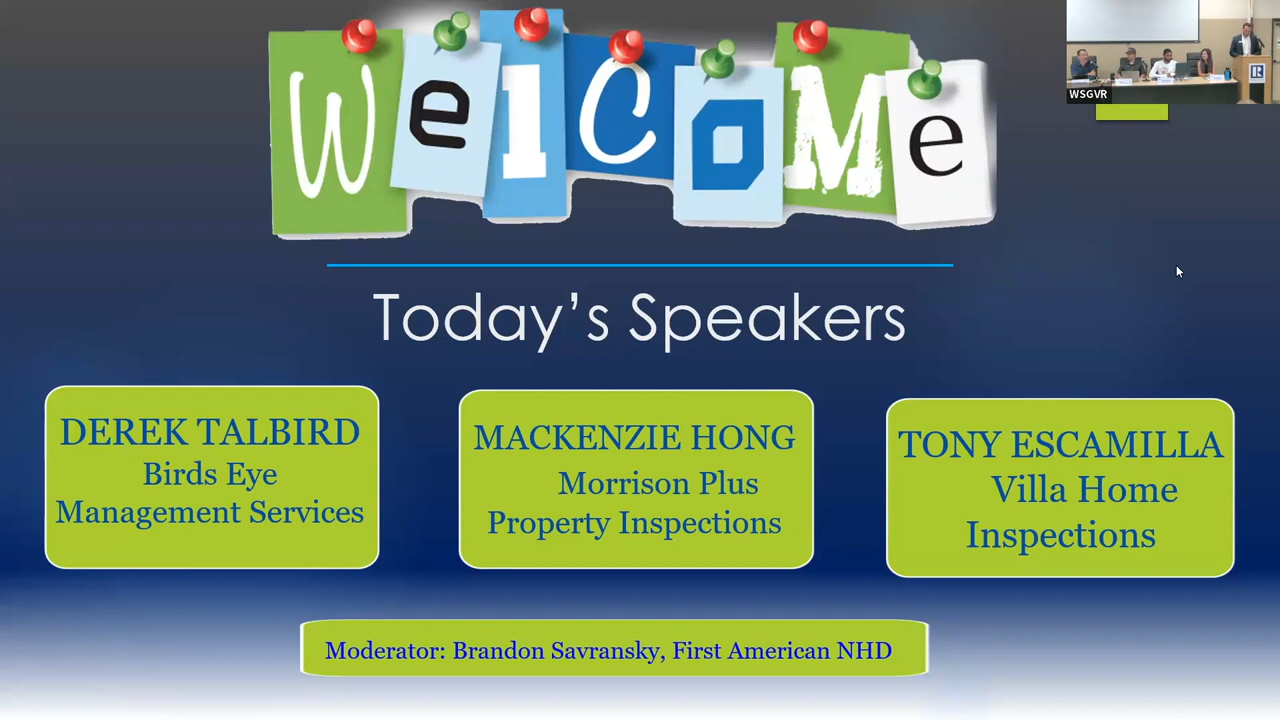 WelCoMe
WSGVR
Today's Speakers
DEREK TALBIRD
Birds Eye
Management Services
MACKENZIE HONG
Morrison Plus
Property Inspections
TONY ESCAMILLA
Villa Home
Inspections
Moderator: Brandon Savransky, First American NHD